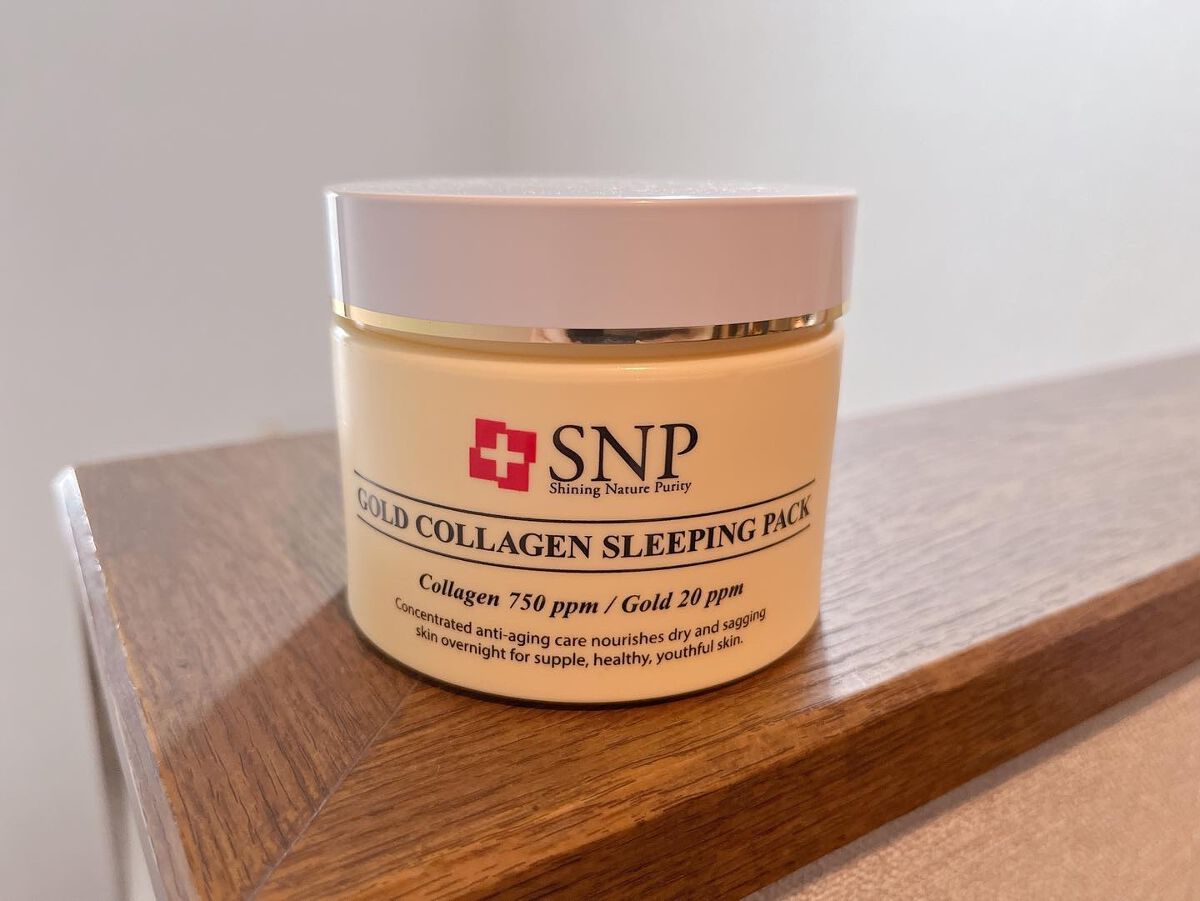 SNP
Shining Nature Purity
GOLD COLLAGEN SLEEPING PACK
Collagen 750 ppm / Gold 20 ppm
Concentrated anti-aging care nourishes dry and sagging
skin overnight for supple, healthy, youthful skin.